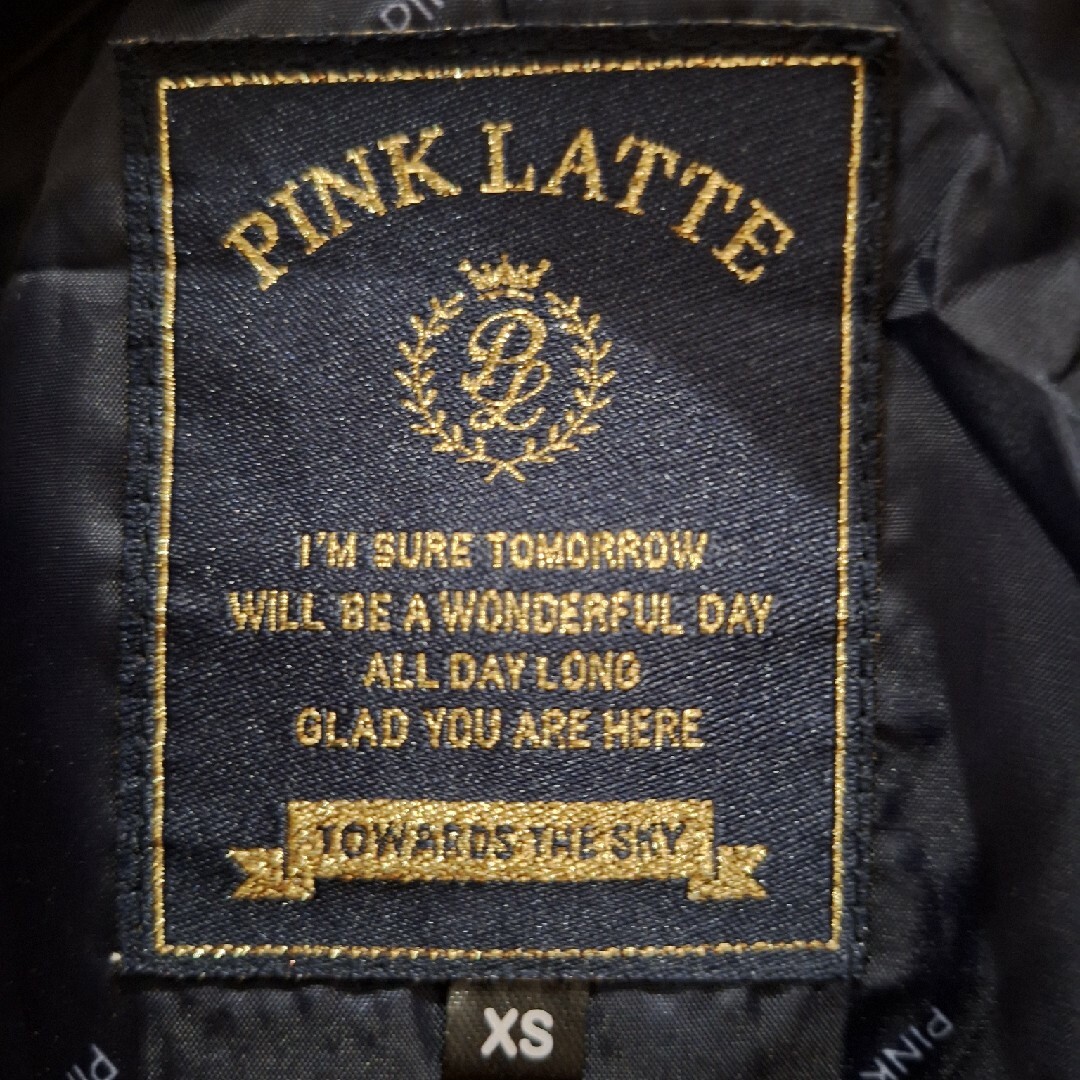 PINK LATTE
PL
I'M SURE TOMORROW
WILL BE A WONDERFUL DAY
ALL DAY LONG
GLAD YOU ARE HERE
TOWARDS THE SKY
XS
PINK